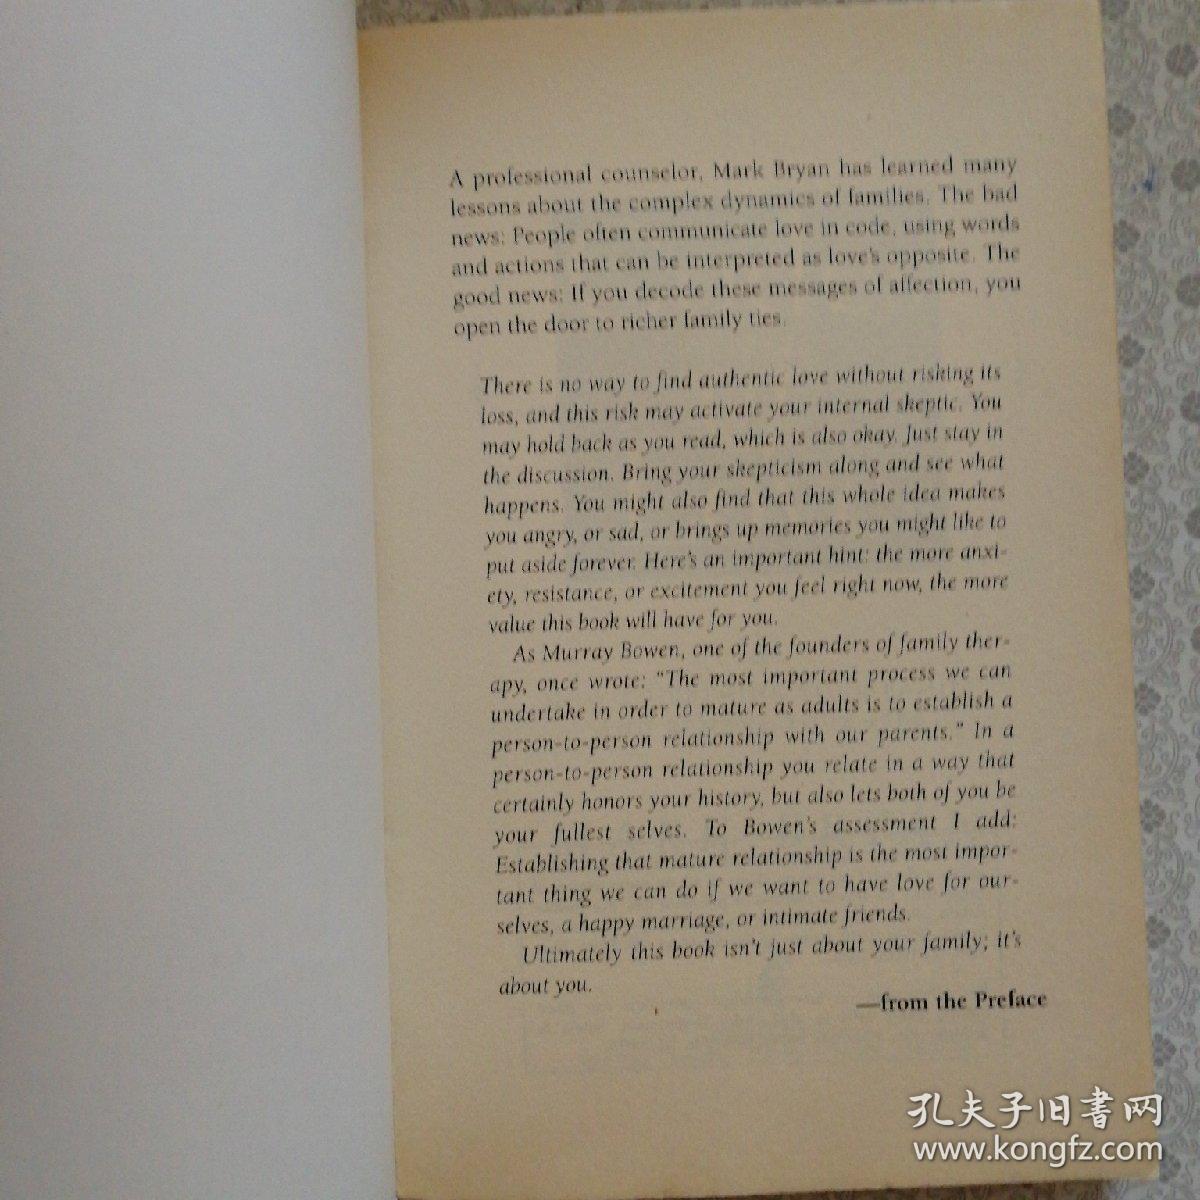 A professional counselor, Mark Bryan has learned many
lessons about the complex dynamics of families. The bad
news: People often communicate love in code, using words
and actions that can be interpreted as love's opposite. The
good news: If you decode these messages of affection, you
open the door to richer family ties.
There is no way to find authentic love without risking its
loss, and this risk may activate your internal skeptic. You
may hold back as you read, which is also okay. Just stay in
the discussion. Bring your skepticism along and see what
happens. You might also find that this whole idea makes
you angry, or sad, or brings up memories you might like to
put aside forever. Here's an important hint: the more anxi-
ety, resistance, or excitement you feel right now, the more
value this book will have for you.
As Murray Bowen, one of the founders of family ther-
apy, once wrote: "The most important process we can
undertake in order to mature as adults is to establish a
person-to-person relationship with our parents." In a
person-to-person relationship you relate in a way that
certainly honors your history, but also lets both of you be
your fullest selves. To Bowen's assessment I add:
Establishing that mature relationship is the most impor-
tant thing we can do if we want to have love for our-
selves, a happy marriage, or intimate friends.
Ultimately this book isn't just about your family; it's
about you.
—from the Preface
孔夫子旧書网
www.kongfz.com